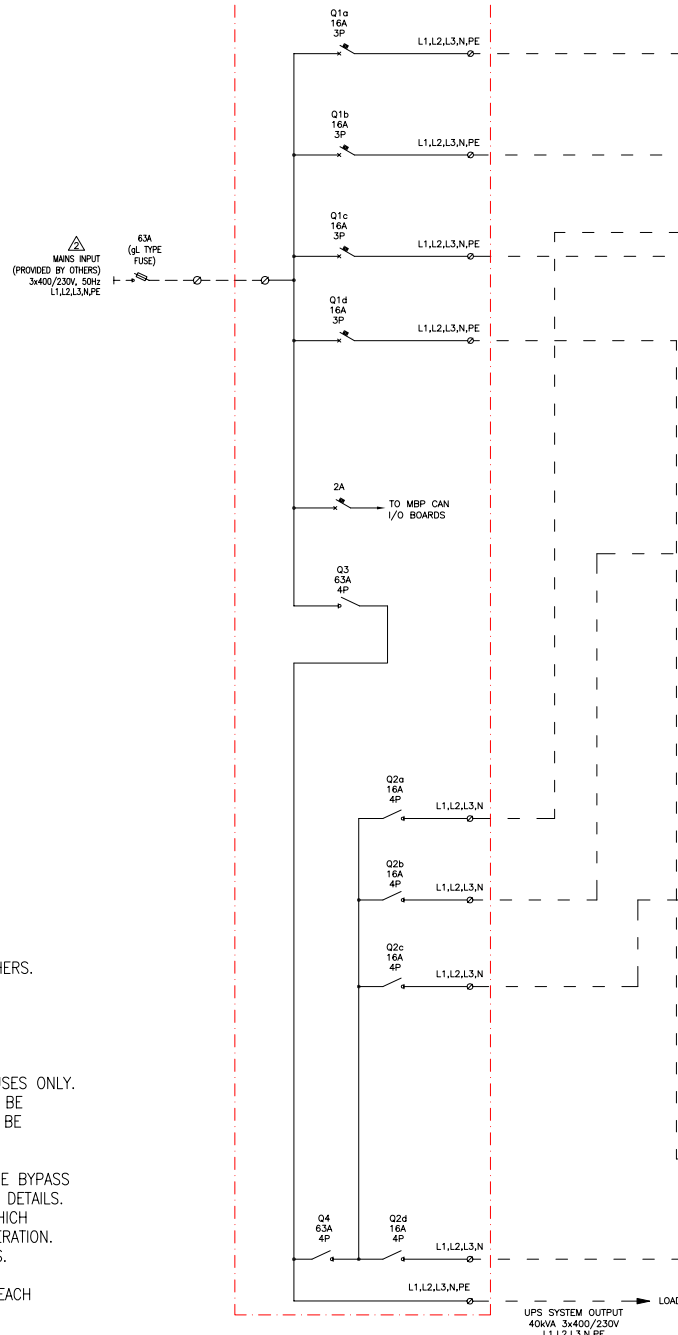 Q1a
16A
3P
L1,L2,L3,N,PE
Q1b
16A
3P
L1,L2,L3,N,PE
Q1c
16A
3P
L1,L2,L3,N,PE
2
MAINS INPUT
(PROVIDED BY OTHERS)
3x400/230V, 50Hz
L1,L2,L3,N,PE
63A
(gL TYPE
FUSE)
Q1d
16A
3P
L1,L2,L3,N,PE
2A
TO MBP CAN
I/O BOARDS
Q3
63A
4P
Q2a
16A
4P
L1,L2,L3,N
Q2b
16A
4P
L1,L2,L3,N
Q2c
16A
4P
L1,L2,L3,N
HERS.
USES ONLY.
BE
BE
E BYPASS
DETAILS.
HICH
ERATION.
S.
EACH
Q4
63A
4P
Q2d
16A
4P
L1,L2,L3,N
L1,L2,L3,N,PE
LOAD
UPS SYSTEM OUTPUT
40kVA 3x400/230V
L1,L2,L3,N,PE